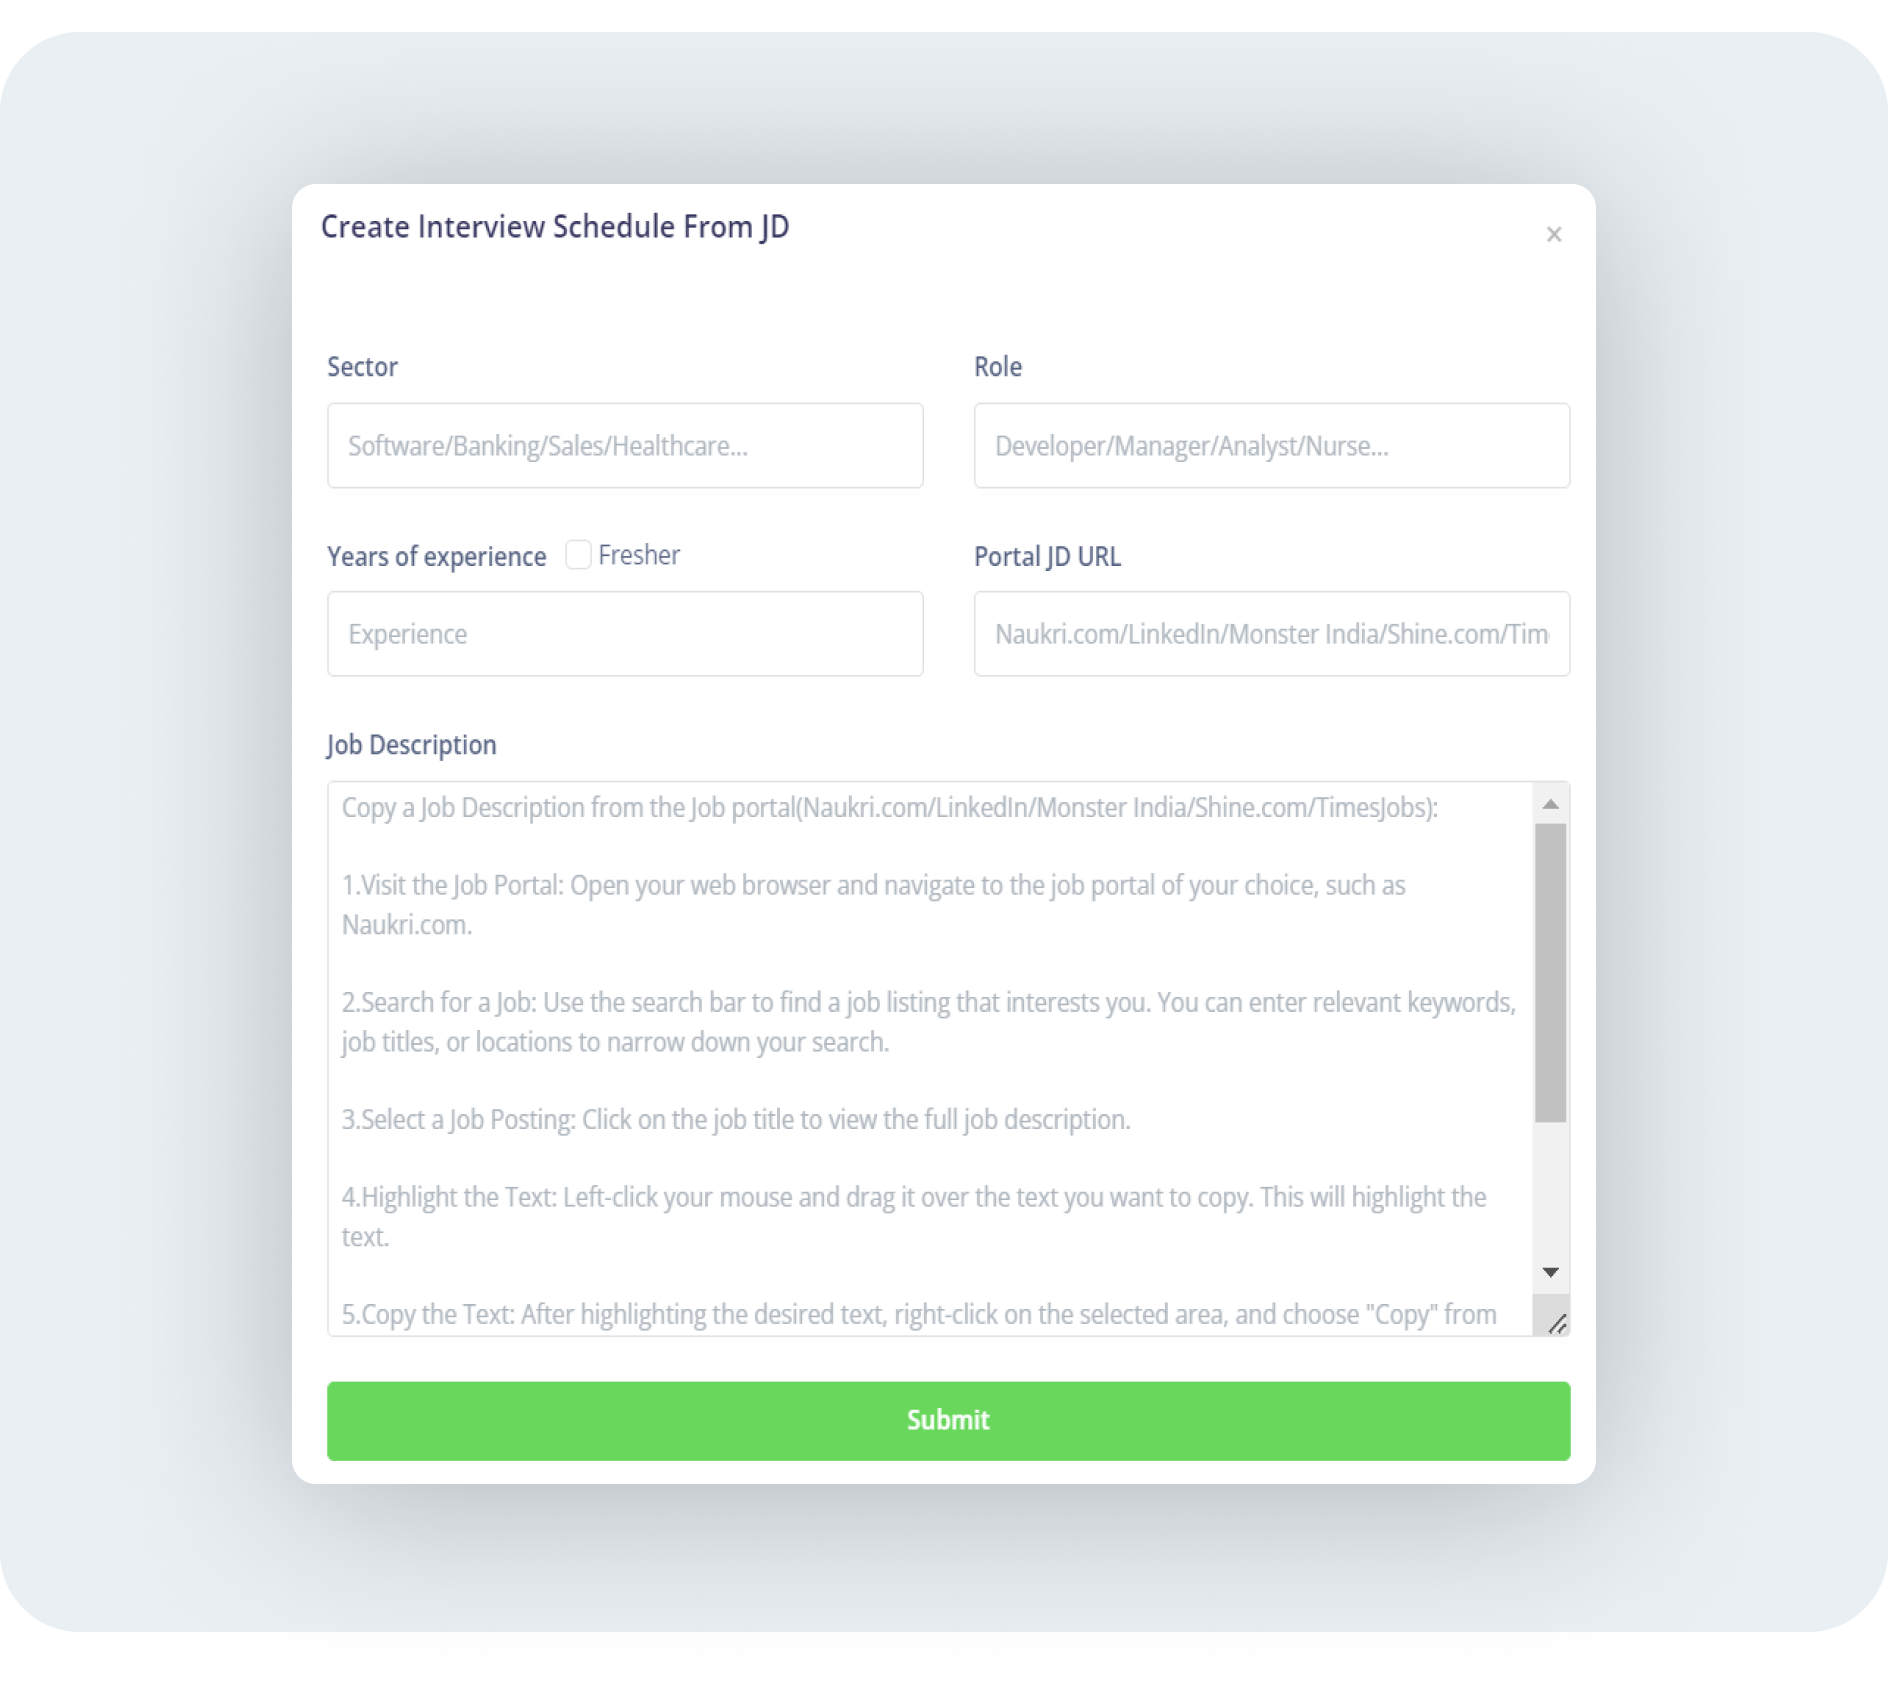 Create Interview Schedule From JD
×
Sector
Role
Software/Banking/Sales/Healthcare...
Developer/Manager/Analyst/Nurse...
Years of experience
Fresher
Portal JD URL
Experience
Naukri.com/LinkedIn/Monster India/Shine.com/Tim
Job Description
Copy a Job Description from the Job portal(Naukri.com/LinkedIn/Monster India/Shine.com/TimesJobs):
1.Visit the Job Portal: Open your web browser and navigate to the job portal of your choice, such as
Naukri.com.
2.Search for a Job: Use the search bar to find a job listing that interests you. You can enter relevant keywords,
job titles, or locations to narrow down your search.
3.Select a Job Posting: Click on the job title to view the full job description.
4.Highlight the Text: Left-click your mouse and drag it over the text you want to copy. This will highlight the
text.
5.Copy the Text: After highlighting the desired text, right-click on the selected area, and choose "Copy" from
Submit